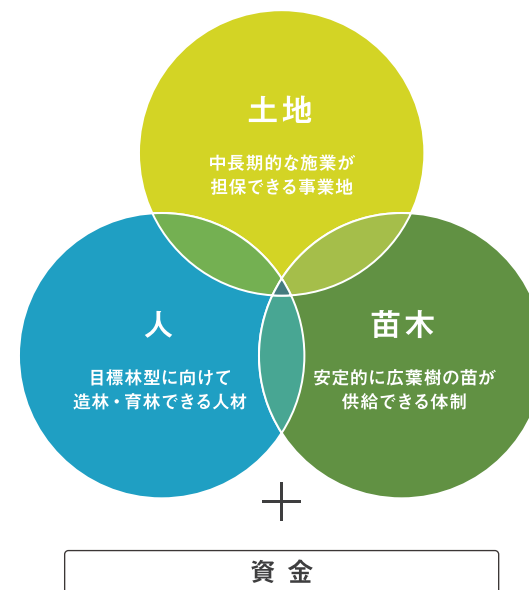 土地
中長期的な施業が
担保できる事業地
人
目標林型に向けて
造林・育林できる人材
苗木
安定的に広葉樹の苗が
供給できる体制
＋
資金